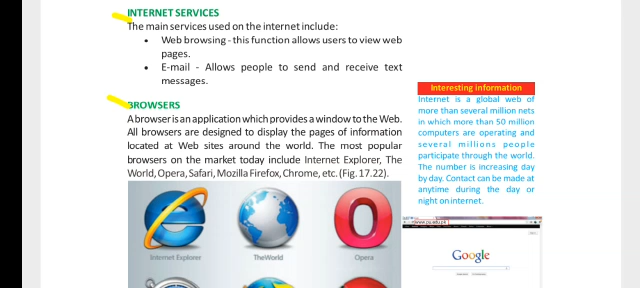 INTERNET SERVICES
The main services used on the internet include:
• Web browsing - this function allows users to view web
pages.
• E-mail - Allows people to send and receive text
messages.
BROWSERS
A browser is an application which provides a window to the Web.
All browsers are designed to display the pages of information
located at Web sites around the world. The most popular
browsers on the market today include Internet Explorer, The
World, Opera, Safari, Mozilla Firefox, Chrome, etc. (Fig. 17.22).
Internet Explorer
TheWorld
Opera
Interesting information
Internet is a global web of
more than several million nets
in which more than 50 million
computers are operating and
several millions people
participate through the world.
The number is increasing day
by day. Contact can be made at
anytime during the day or
night on internet.
Google